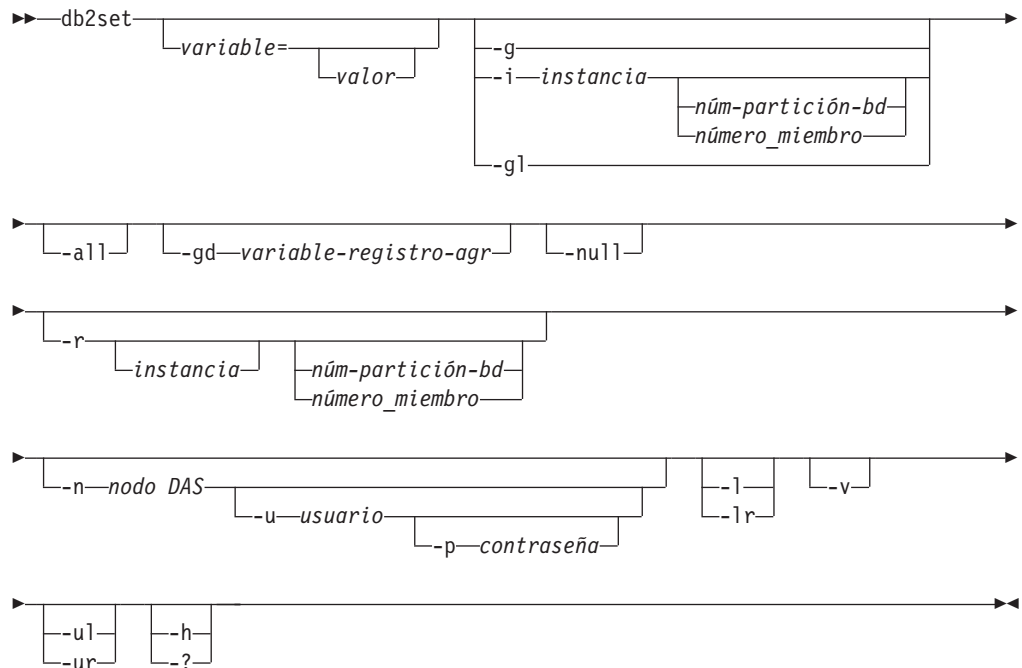 db2set
variable=
valor
-g
-i instancia
núm-partición-bd
número_miembro
-gl
-all -gd variable-registro-agr -null
-r
instancia núm-partición-bd
número_miembro
-n nodo DAS -l -v
-u usuario -lr
-p contraseña
-ul -h
-ur -?